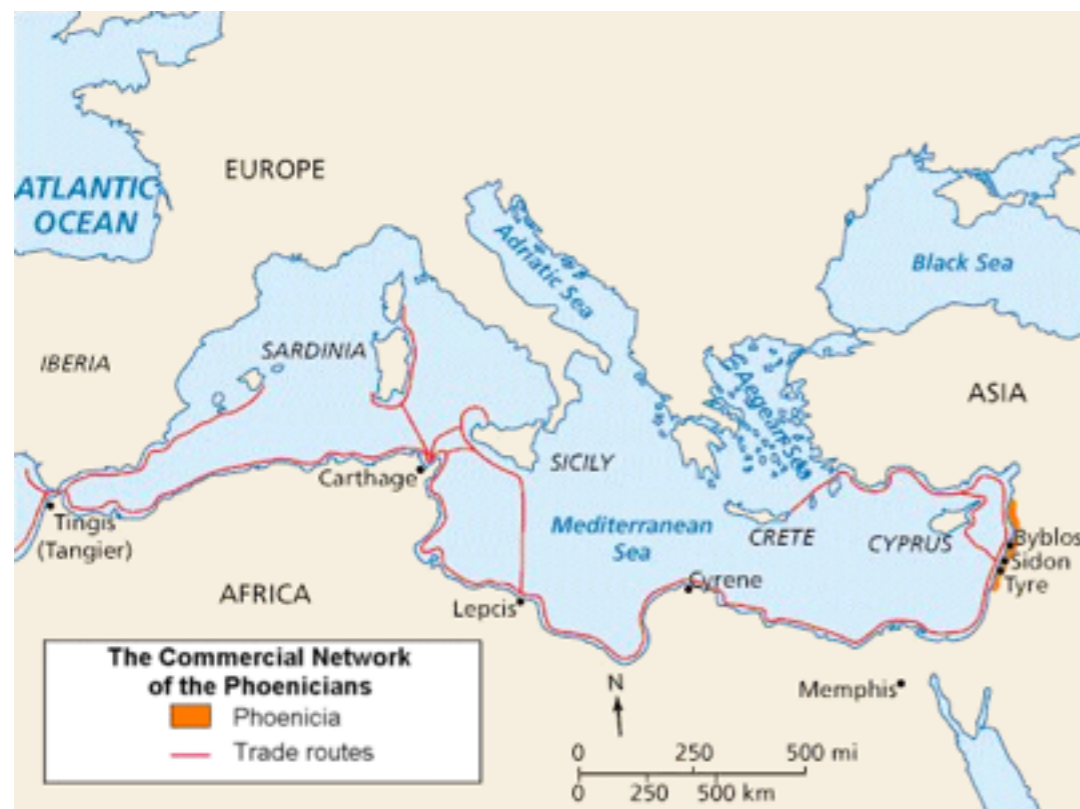 EUROPE
ATLANTIC
OCEAN
Adriatic Sea
Black Sea
IBERIA
SARDINIA
Aegean Sea
ASIA
SICILY
Carthage
Tingis
(Tangier)
Mediterranean
Sea
CRETE
CYPRUS
Byblos
Sidon
Tyre
AFRICA
Lepcis
Cyrene
Memphis
The Commercial Network
of the Phoenicians
Phoenicia
Trade routes
N
0 250 500 mi
0 250 500 km